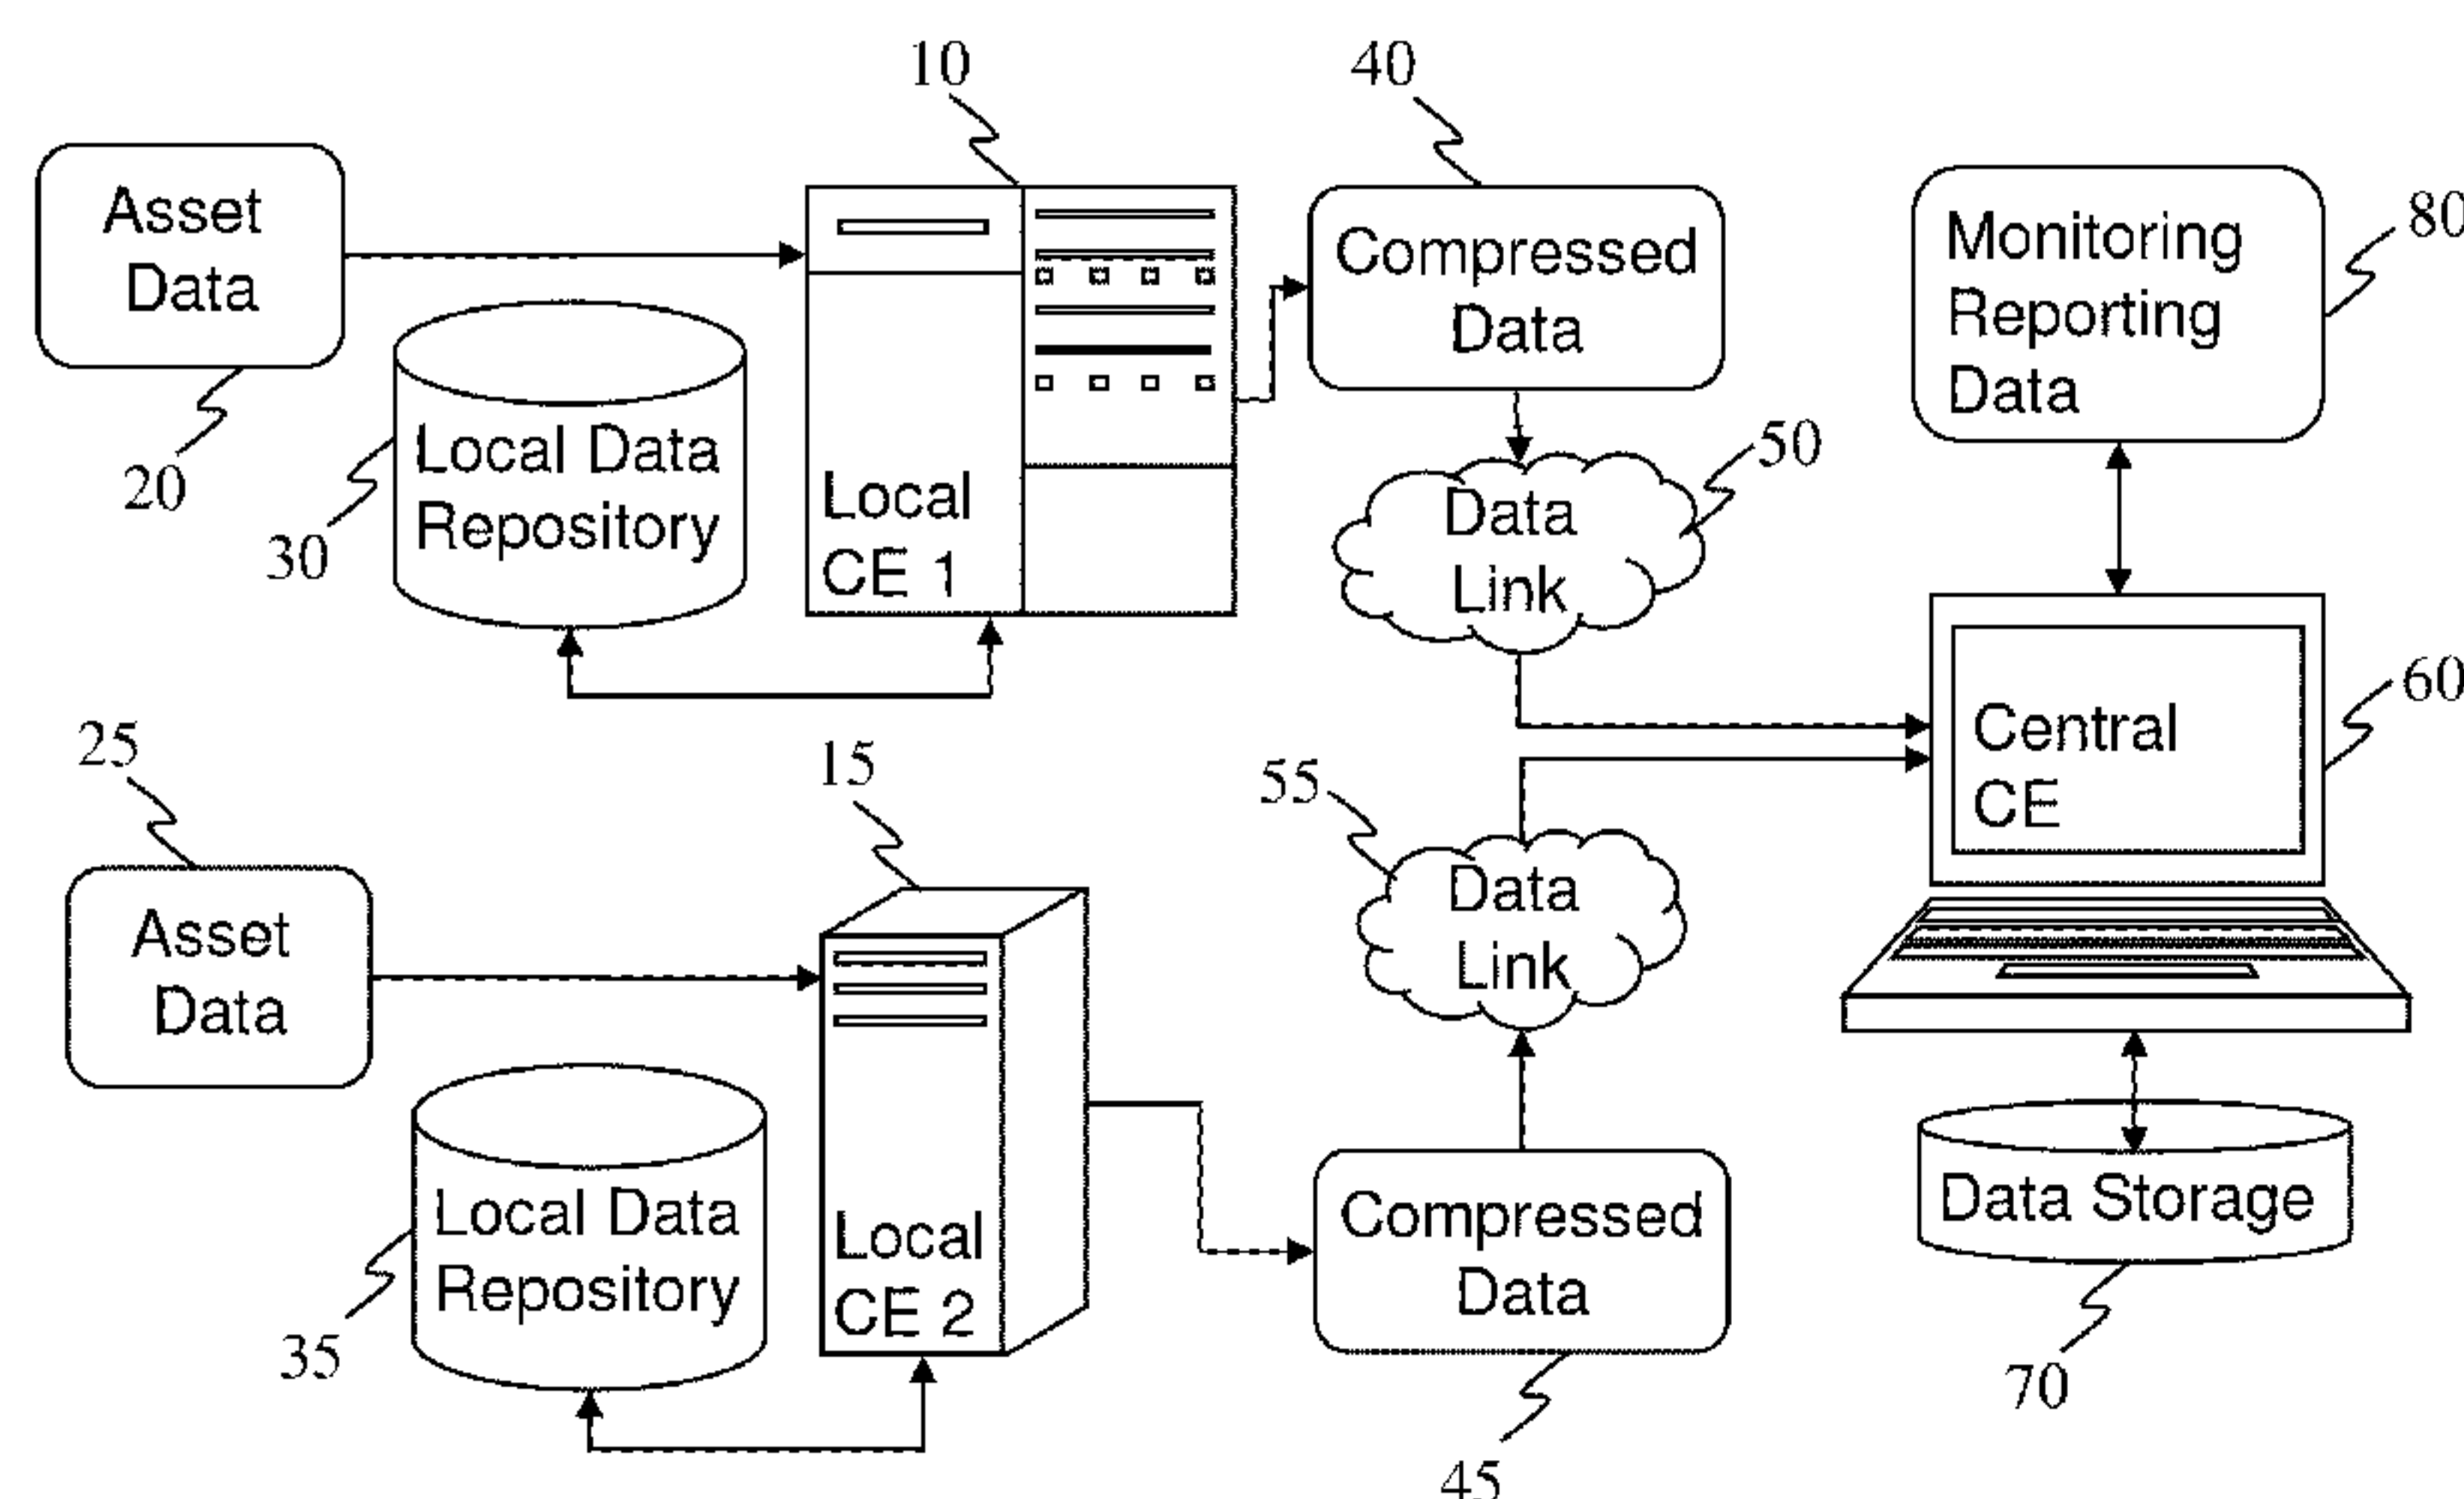 10
40
Asset
Data
20
Local Data
Repository
30
Local
CE 1
Compressed
Data
50
Data
Link
Monitoring
Reporting
Data
80
Central
CE
60
25
Asset
Data
15
Local
CE 2
Local Data
Repository
35
55
Data
Link
Compressed
Data
45
Data Storage
70